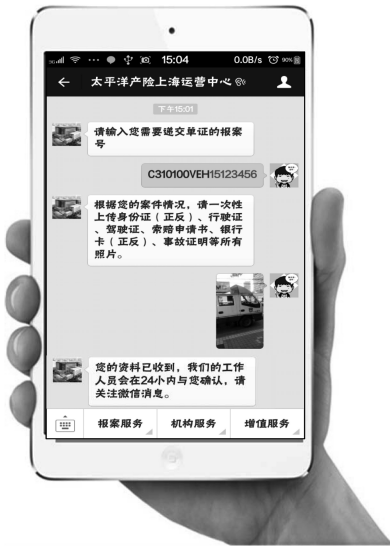 15:04
0.0B/s
90%
太平洋产险上海运营中心
下午15:01
请输入您需要递交单证的报案
号
C310100VEH15123456
根据您的案件情况，请一次性
上传身份证（正反）、行驶证
、驾驶证、索赔申请书、银行
卡（正反）、事故证明等所有
照片。
您的资料已收到，我们的工作
人员会在24小内与您确认，请
关注微信消息。
报案服务
机构服务
增值服务